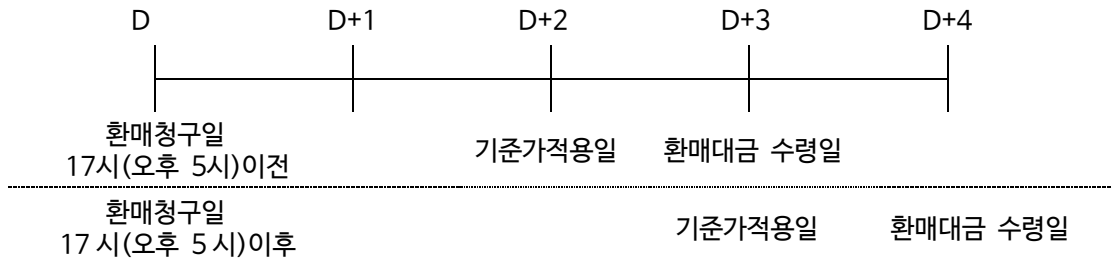 D D+1 D+2 D+3 D+4
환매청구일
17시(오후 5시)이전
기준가적용일 환매대금 수령일
환매청구일
17시(오후 5시)이후
기준가적용일 환매대금 수령일